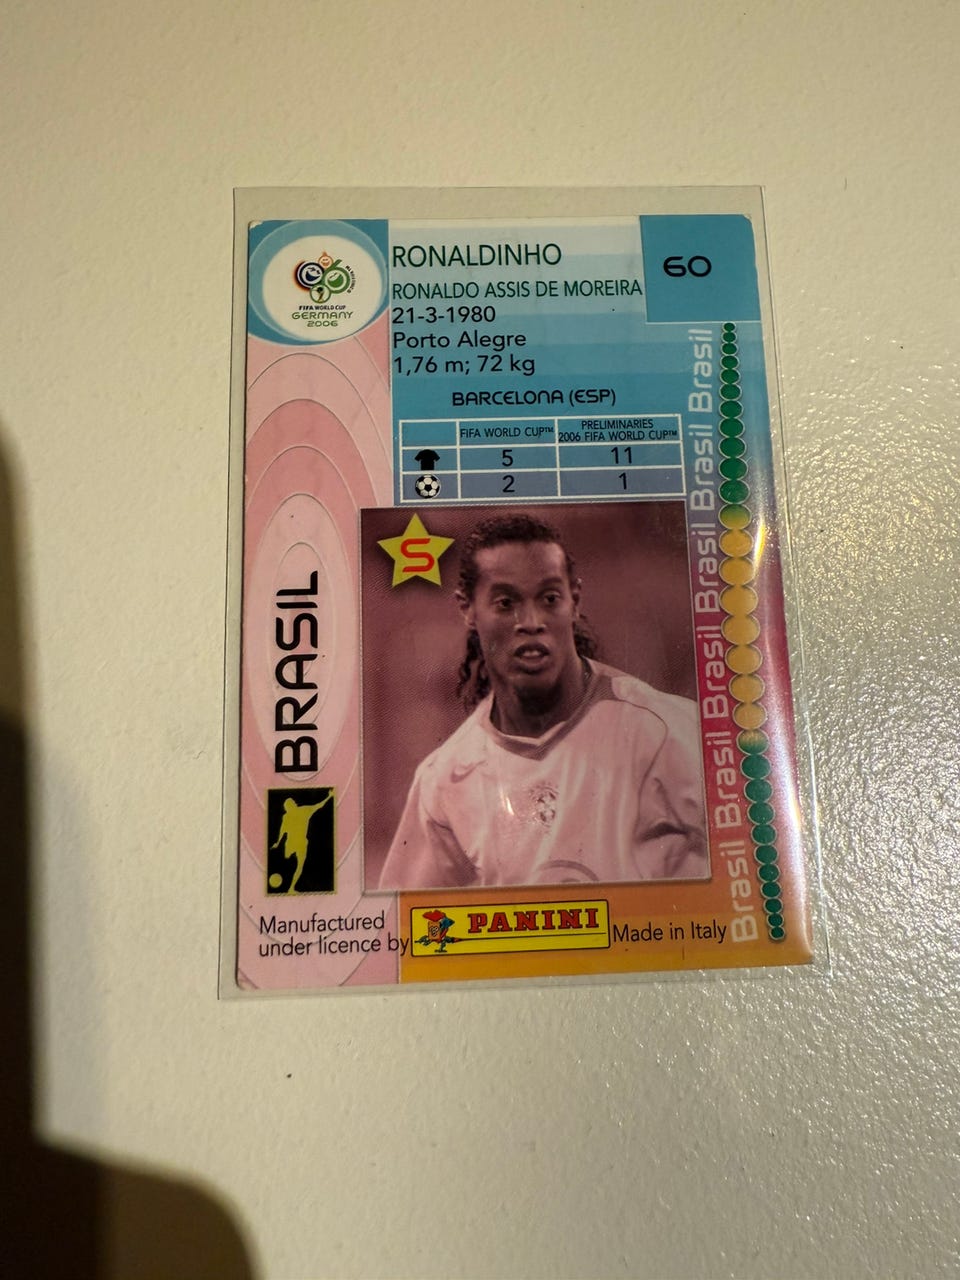 FIFA WORLD CUP
GERMANY
2006
RONALDINHO
60
RONALDO ASSIS DE MOREIRA
21-3-1980
Porto Alegre
1,76 m; 72 kg
BARCELONA (ESP)
FIFA WORLD CUP™
PRELIMINARIES
2006 FIFA WORLD CUP™
5 11
2 1
S
BRASIL
Brasil Brasil Brasil Brasil Brasil Brasil
Manufactured
under licence by
PANINI
Made in Italy